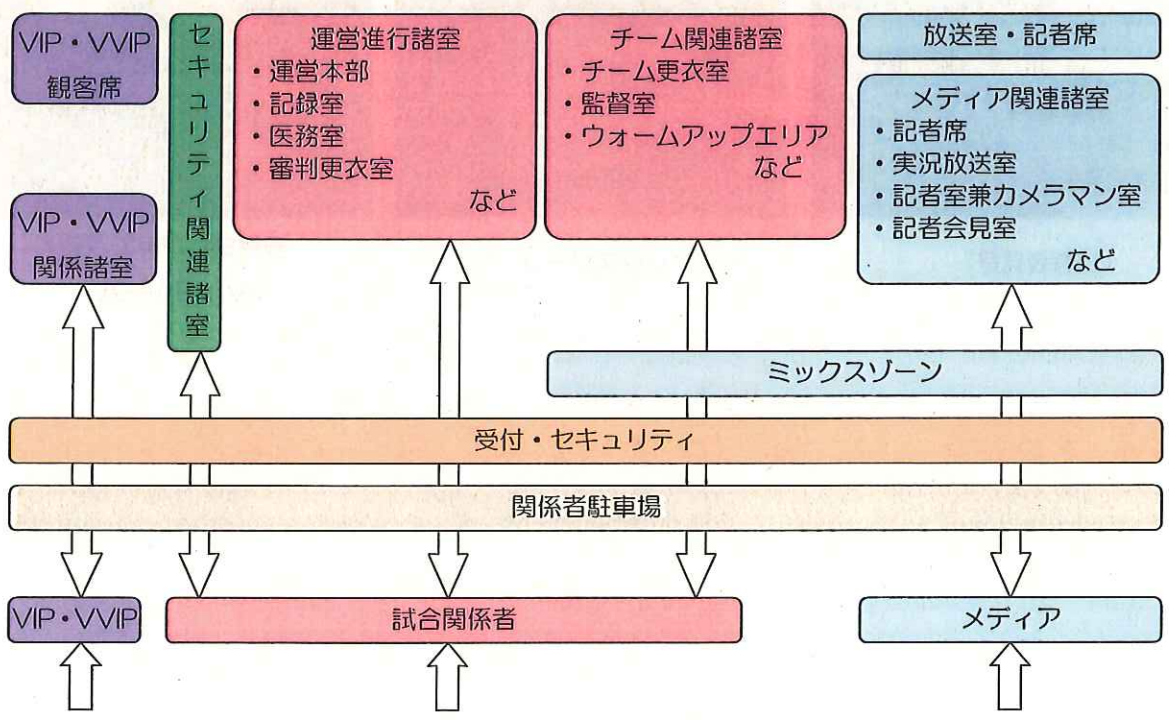 VIP・VVIP
観客席
セキュリティ関連諸室
運営進行諸室
・運営本部
・記録室
・医務室
・審判更衣室
など
チーム関連諸室
・チーム更衣室
・監督室
・ウォームアップエリア
など
放送室・記者席
メディア関連諸室
・記者席
・実況放送室
・記者室兼カメラマン室
・記者会見室
など
VIP・VVIP
関係諸室
ミックスゾーン
受付・セキュリティ
関係者駐車場
VIP・VVIP
試合関係者
メディア